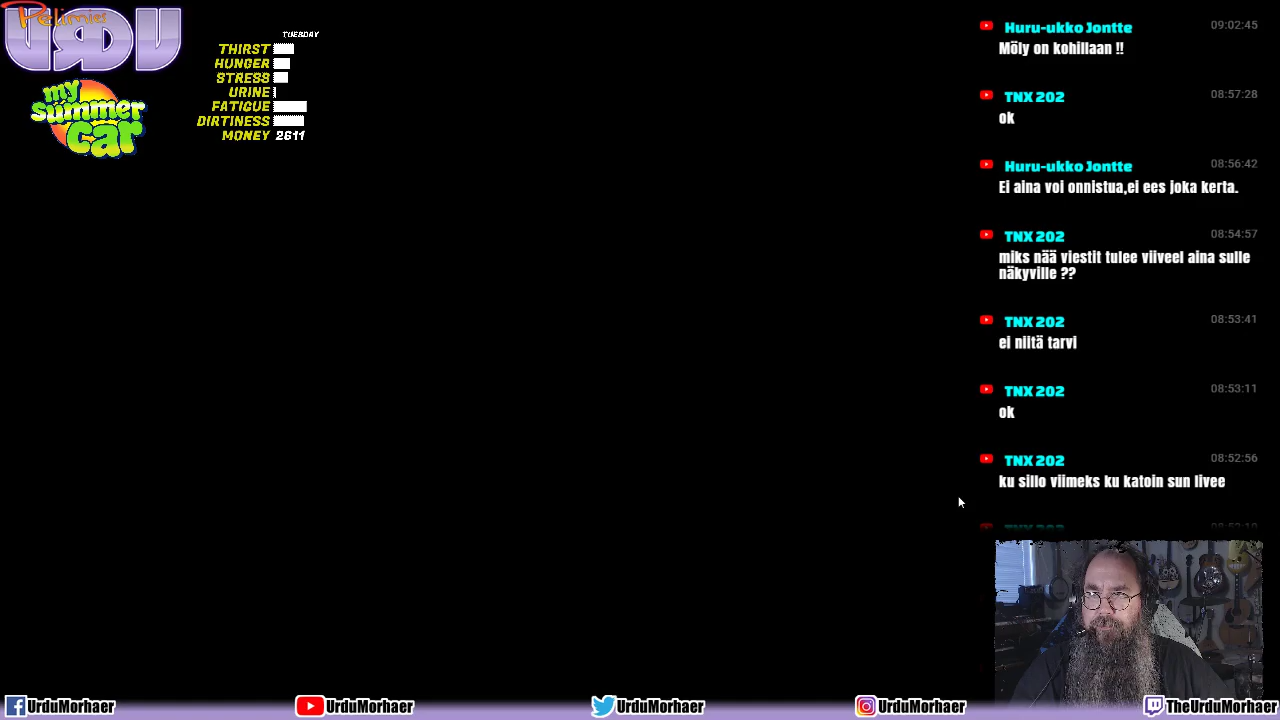 Pelimies
URDU
my
summer
car
TUESDAY
THIRST
HUNGER
STRESS
URINE
FATIGUE
DIRTINESS
MONEY 2611
Huru-ukko Jontte 09:02:45
Möly on kohillaan !!
TNX 202 08:57:28
ok
Huru-ukko Jontte 08:56:42
Ei aina voi onnistua,ei ees joka kerta.
TNX 202 08:54:57
miks nää viestit tulee viiveel aina sulle
näkyville ??
TNX 202 08:53:41
ei niitä tarvi
TNX 202 08:53:11
ok
TNX 202 08:52:56
ku sillo viimeks ku katoin sun livee
TNX 202
UrduMorhaer
UrduMorhaer
UrduMorhaer
UrduMorhaer
TheUrduMorhaer